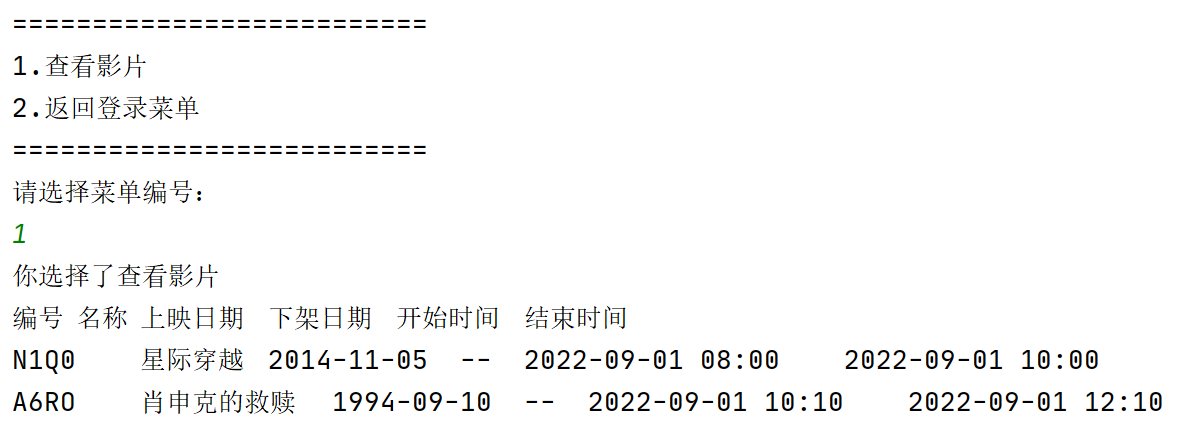 ==========================
1.查看影片
2.返回登录菜单
==========================
请选择菜单编号：
1
你选择了查看影片
编号 名称 上映日期 下架日期 开始时间 结束时间
N1Q0 星际穿越 2014-11-05 -- 2022-09-01 08:00 2022-09-01 10:00
A6RO 肖申克的救赎 1994-09-10 -- 2022-09-01 10:10 2022-09-01 12:10